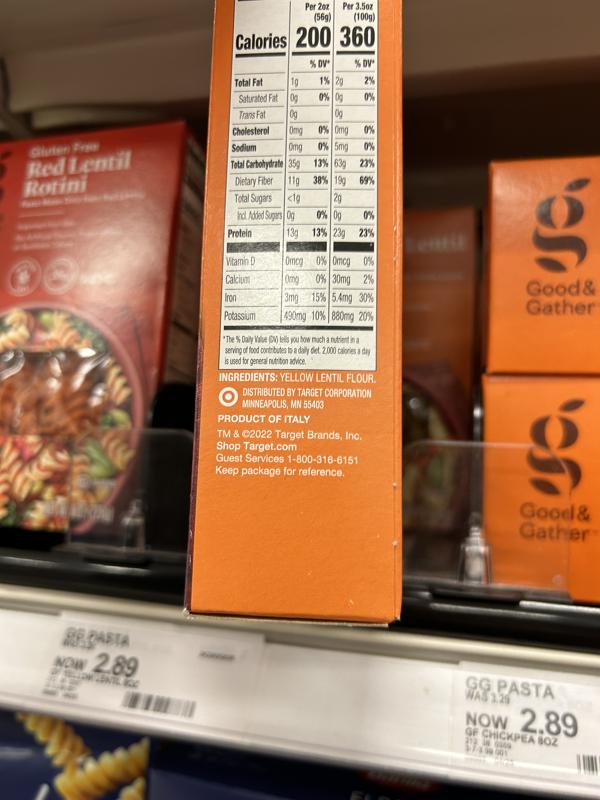 Per 2oz Per 3.5oz
(56g) (100g)
Calories 200 360
% DV* % DV*
Total Fat 1g 1% 2g 2%
Saturated Fat 0g 0% 0g 0%
Trans Fat 0g 0g
Cholesterol 0mg 0% 0mg 0%
Sodium 0mg 0% 5mg 0%
Total Carbohydrate 35g 13% 63g 23%
Dietary Fiber 11g 38% 19g 69%
Total Sugars <1g 2g
Incl. Added Sugars 0g 0% 0g 0%
Protein 13g 13% 23g 23%
Vitamin D 0mcg 0% 0mcg 0%
Calcium 0mg 0% 30mg 2%
Iron 3mg 15% 5.4mg 30%
Potassium 490mg 10% 880mg 20%
*The % Daily Value (DV) tells you how much a nutrient in a
serving of food contributes to a daily diet. 2,000 calories a day
is used for general nutrition advice.
INGREDIENTS: YELLOW LENTIL FLOUR.
DISTRIBUTED BY TARGET CORPORATION
MINNEAPOLIS, MN 55403
PRODUCT OF ITALY
TM & ©2022 Target Brands, Inc.
Shop Target.com
Guest Services 1-800-316-6151
Keep package for reference.
Gluten Free
Red Lentil
Rotini
Lentil
Good&
Gather™
Good&
Gather™
GG PASTA
NOW 2.89
GF YELLOW LENTIL 8OZ
GG PASTA
WAS 3.29
NOW 2.89
GF CHICKPEA 8OZ